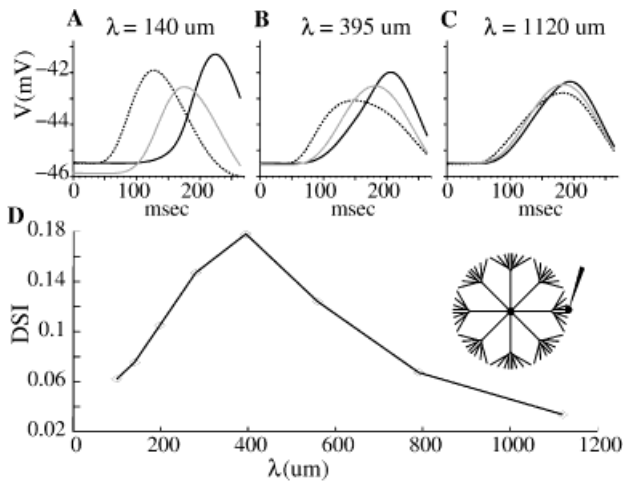 A λ = 140 um B λ = 395 um C λ = 1120 um
V(mV)
−42
−44
−46
0 100 200 0 100 200 0 100 200
msec msec msec
D
DSI
0.18
0.14
0.1
0.06
0.02
0 200 400 600 800 1000 1200
λ(um)